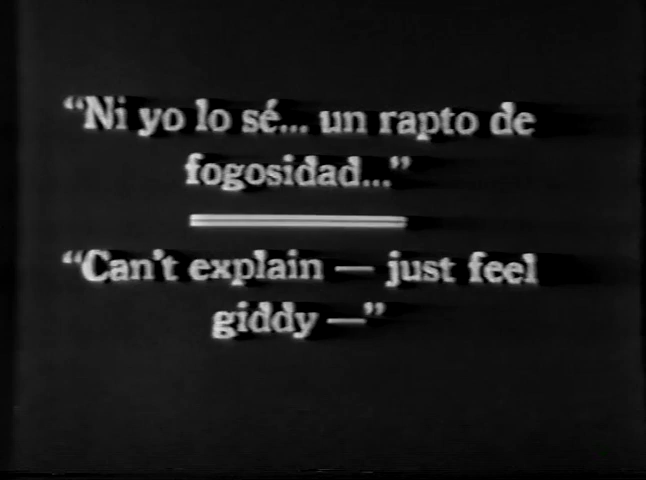 “Ni yo lo sé... un rapto de
fogosidad...”
“Can't explain — just feel
giddy —”